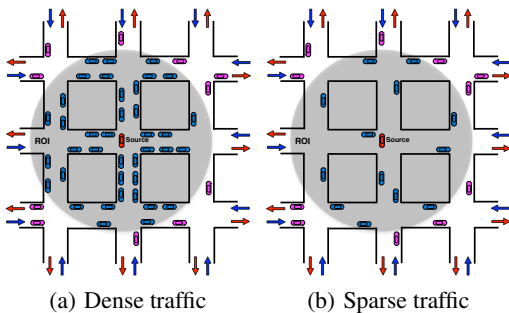 ROI
Source
ROI
Source
(a) Dense traffic
(b) Sparse traffic